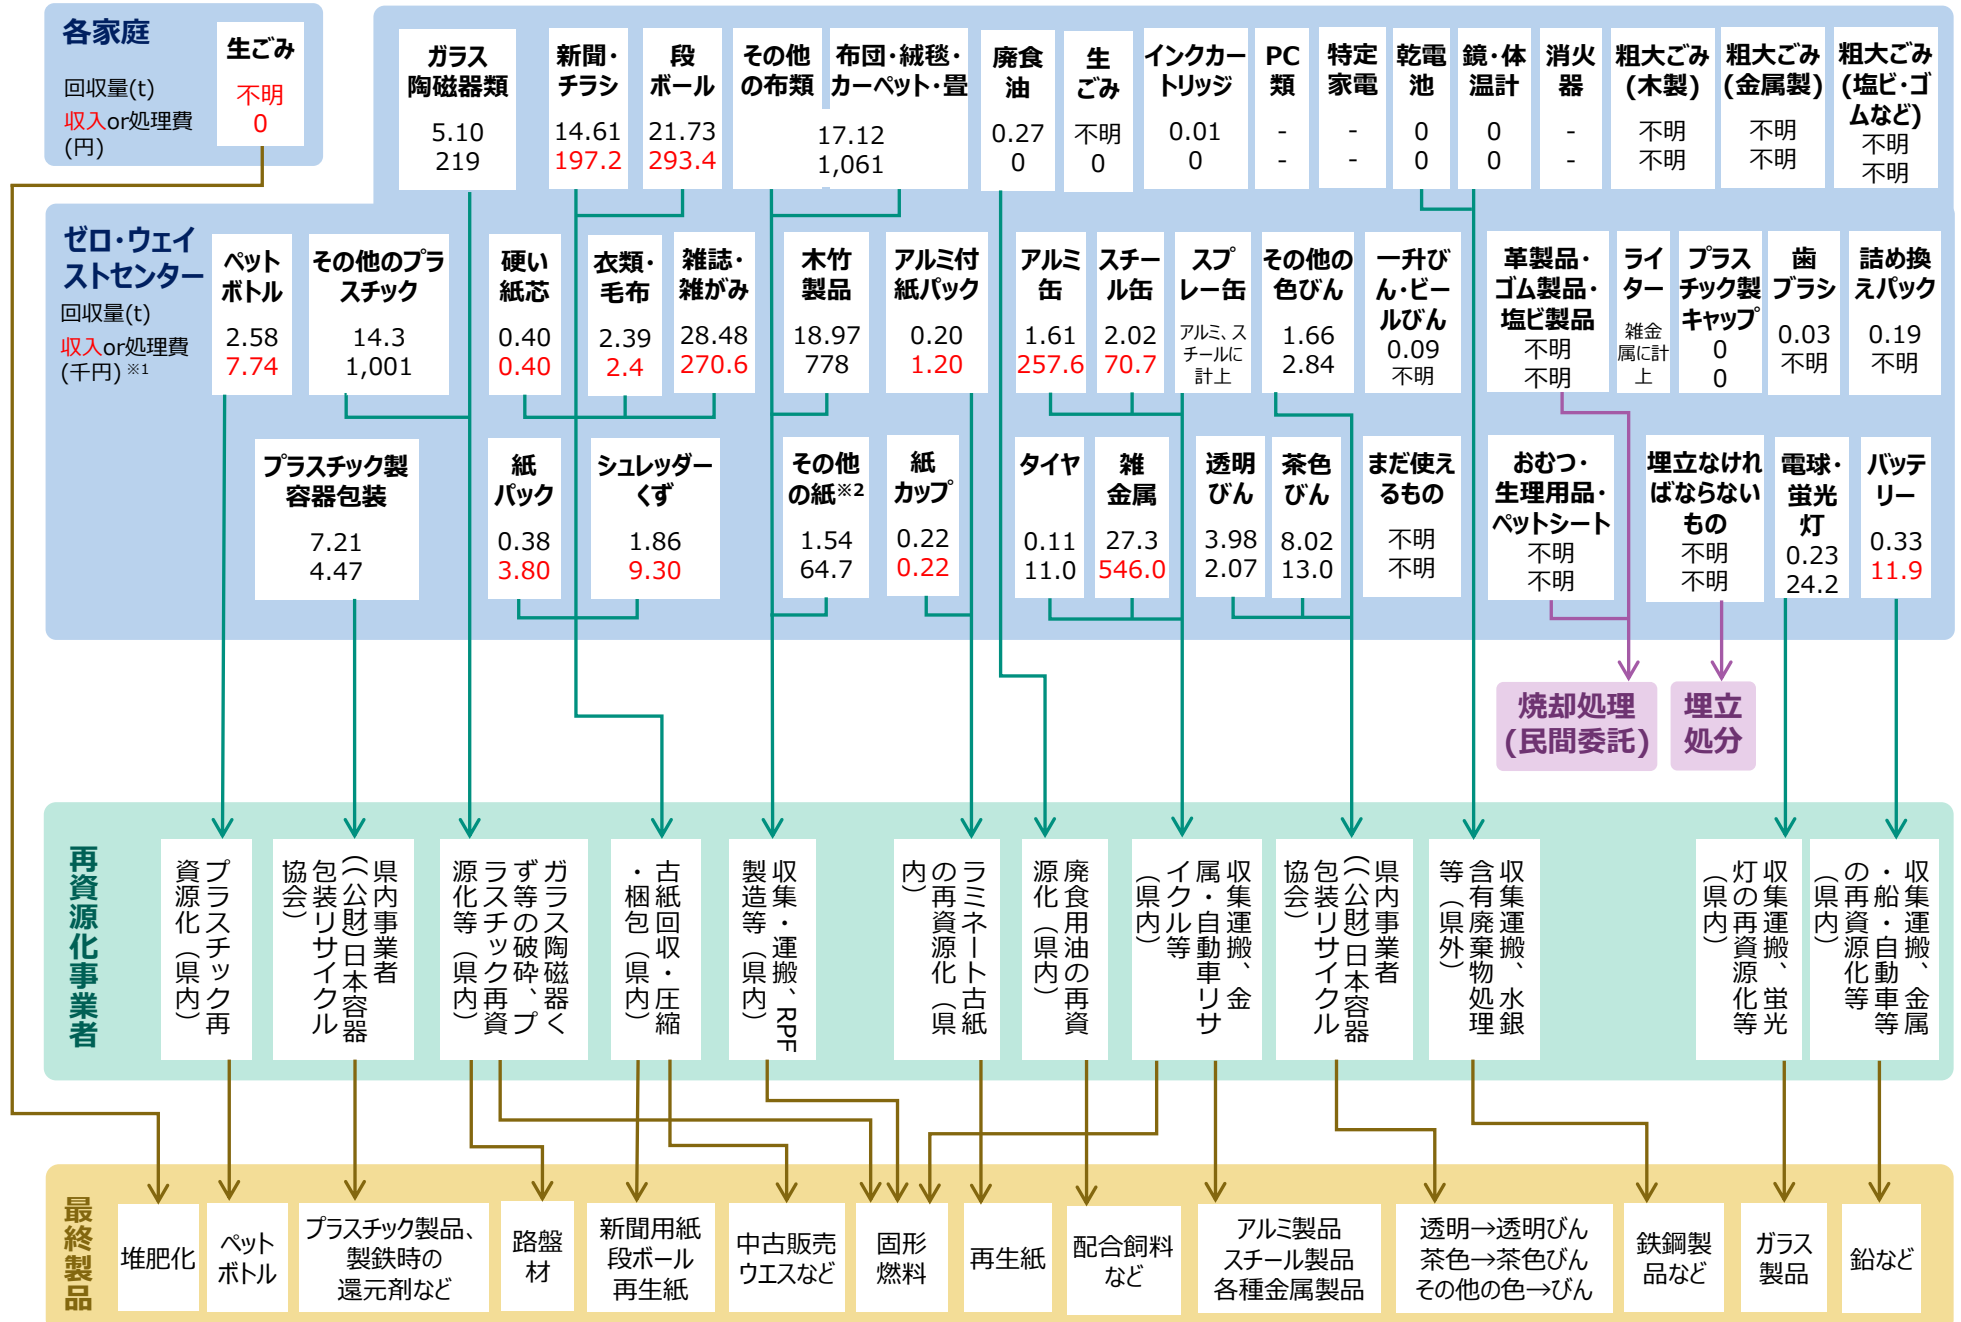 各家庭
回収量(t)
収入or処理費
(円)
生ごみ
不明
0
ガラス
陶磁器類
5.10
219
新聞・
チラシ
14.61
197.2
段
ボール
21.73
293.4
その他
の布類
布団・絨毯・
カーペット・畳
17.12
1,061
廃食
油
0.27
0
生
ごみ
不明
0
インクカー
トリッジ
0.01
0
PC
類
-
-
特定
家電
-
-
乾電
池
0
0
鏡・体
温計
0
0
消火
器
-
-
粗大ごみ
(木製)
不明
不明
粗大ごみ
(金属製)
不明
不明
粗大ごみ
(塩ビ・ゴ
ムなど)
不明
不明
ゼロ・ウェイ
ストセンター
回収量(t)
収入or処理費
(千円) ※1
ペット
ボトル
2.58
7.74
その他のプラ
スチック
14.3
1,001
硬い
紙芯
0.40
0.40
衣類・
毛布
2.39
2.4
雑誌・
雑がみ
28.48
270.6
木竹
製品
18.97
778
アルミ付
紙パック
0.20
1.20
アルミ
缶
1.61
257.6
スチー
ル缶
2.02
70.7
スプ
レー缶
アルミ、ス
チールに
計上
その他の
色びん
1.66
2.84
一升び
ん・ビー
ルびん
0.09
不明
革製品・
ゴム製品・
塩ビ製品
不明
不明
ライ
ター
雑金
属に計
上
プラス
チック製
キャップ
0
0
歯
ブラシ
0.03
不明
詰め換
えパック
0.19
不明
プラスチック製
容器包装
7.21
4.47
紙
パック
0.38
3.80
シュレッダー
くず
1.86
9.30
その他
の紙※2
1.54
64.7
紙
カップ
0.22
0.22
タイヤ
0.11
11.0
雑
金属
27.3
546.0
透明
びん
3.98
2.07
茶色
びん
8.02
13.0
まだ使え
るもの
不明
不明
おむつ・
生理用品・
ペットシート
不明
不明
埋立なけれ
ばならない
もの
不明
不明
電球・
蛍光
灯
0.23
24.2
バッテ
リー
0.33
11.9
焼却処理
(民間委託)
埋立
処分
再資源化事業者
プラスチック再
資源化（県内）
県内事業者
（(公財)日本容器
包装リサイクル
協会）
ガラス陶磁器く
ず等の破砕、プ
ラスチック再資
源化等（県内）
古紙回収・圧縮
・梱包（県内）
収集・運搬、RPF
製造等（県内）
ラミネート古紙
の再資源化（県
内）
廃食用油の再資
源化（県内）
収集運搬、金
属・自動車リサ
イクル等
（県内）
県内事業者
（(公財)日本容器
包装リサイクル
協会）
収集運搬、水銀
含有廃棄物処理
等（県外）
収集運搬、蛍光
灯の再資源化等
（県内）
収集運搬、金属
・船・自動車等
の再資源化等
（県内）
最終製品
堆肥化
ペット
ボトル
プラスチック製品、
製鉄時の
還元剤など
路盤
材
新聞用紙
段ボール
再生紙
中古販売
ウエスなど
固形
燃料
再生紙
配合飼料
など
アルミ製品
スチール製品
各種金属製品
透明→透明びん
茶色→茶色びん
その他の色→びん
鉄鋼製
品など
ガラス
製品
鉛など